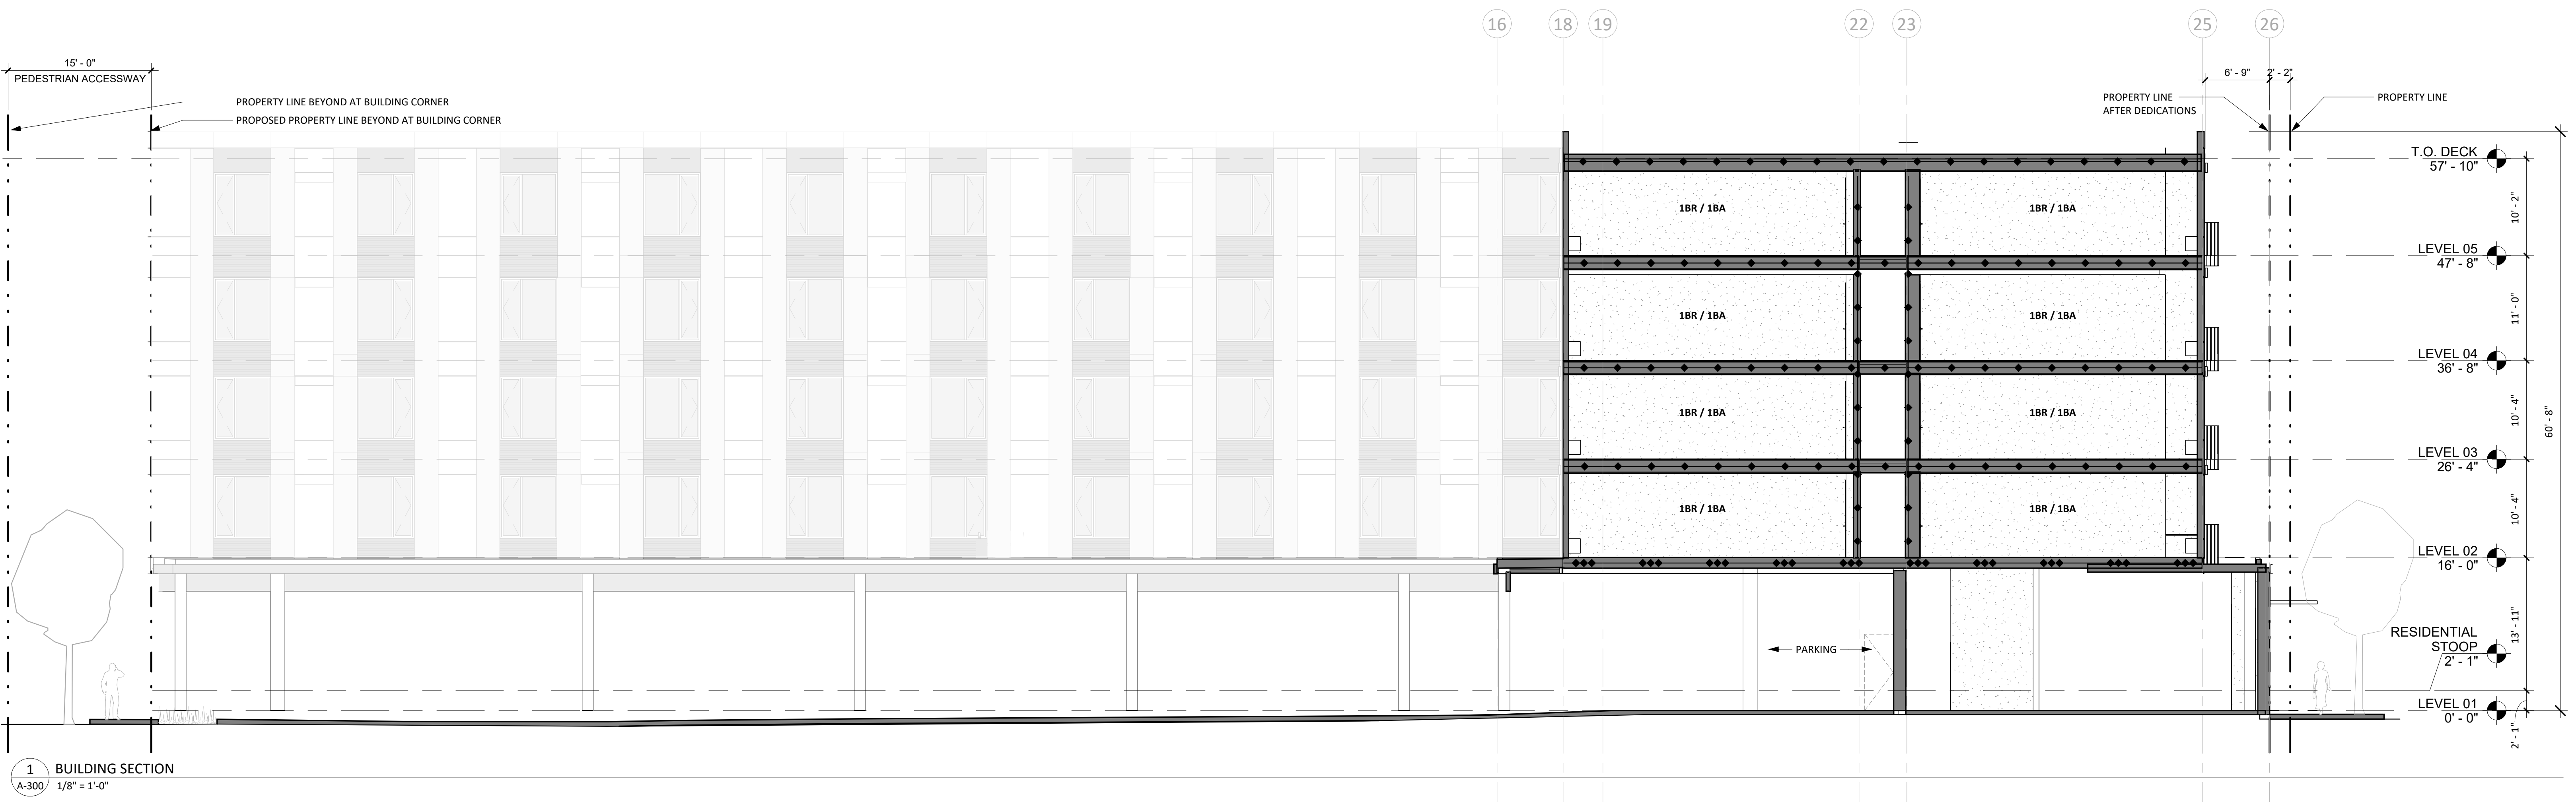 16
18
19
22
23
25
26
15' - 0"
PEDESTRIAN ACCESSWAY
PROPERTY LINE BEYOND AT BUILDING CORNER
PROPOSED PROPERTY LINE BEYOND AT BUILDING CORNER
6' - 9"
2' - 2"
PROPERTY LINE
AFTER DEDICATIONS
PROPERTY LINE
T.O. DECK
57' - 10"
10' - 2"
1BR / 1BA
1BR / 1BA
LEVEL 05
47' - 8"
11' - 0"
1BR / 1BA
1BR / 1BA
LEVEL 04
36' - 8"
10' - 4"
60' - 8"
1BR / 1BA
1BR / 1BA
LEVEL 03
26' - 4"
10' - 4"
1BR / 1BA
1BR / 1BA
LEVEL 02
16' - 0"
13' - 11"
RESIDENTIAL
STOOP
2' - 1"
PARKING
LEVEL 01
0' - 0"
2' - 1"
1
A-300
BUILDING SECTION
1/8" = 1'-0"